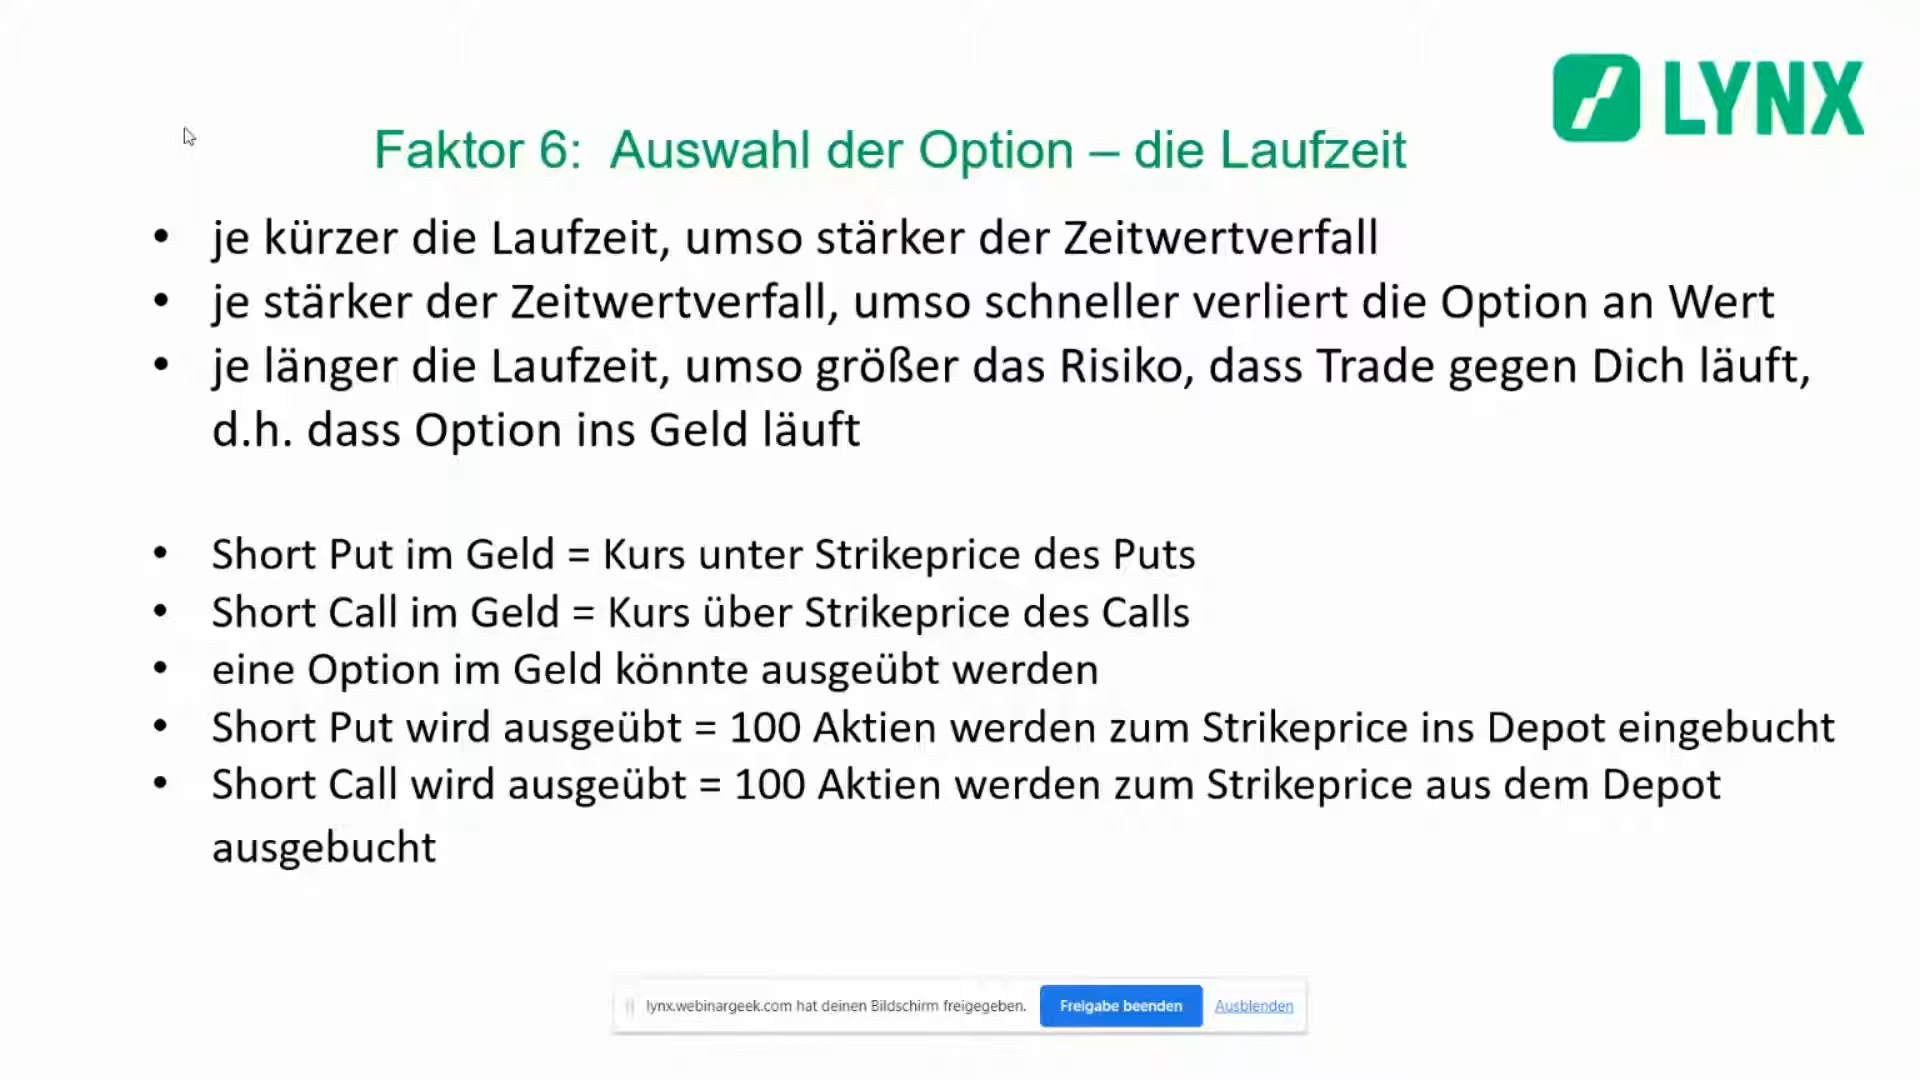 LYNX
Faktor 6: Auswahl der Option – die Laufzeit
• je kürzer die Laufzeit, umso stärker der Zeitwertverfall
• je stärker der Zeitwertverfall, umso schneller verliert die Option an Wert
• je länger die Laufzeit, umso größer das Risiko, dass Trade gegen Dich läuft,
d.h. dass Option ins Geld läuft
• Short Put im Geld = Kurs unter Strikeprice des Puts
• Short Call im Geld = Kurs über Strikeprice des Calls
• eine Option im Geld könnte ausgeübt werden
• Short Put wird ausgeübt = 100 Aktien werden zum Strikeprice ins Depot eingebucht
• Short Call wird ausgeübt = 100 Aktien werden zum Strikeprice aus dem Depot
ausgebucht
lynx.webinargeek.com hat deinen Bildschirm freigegeben. Freigabe beenden Ausblenden